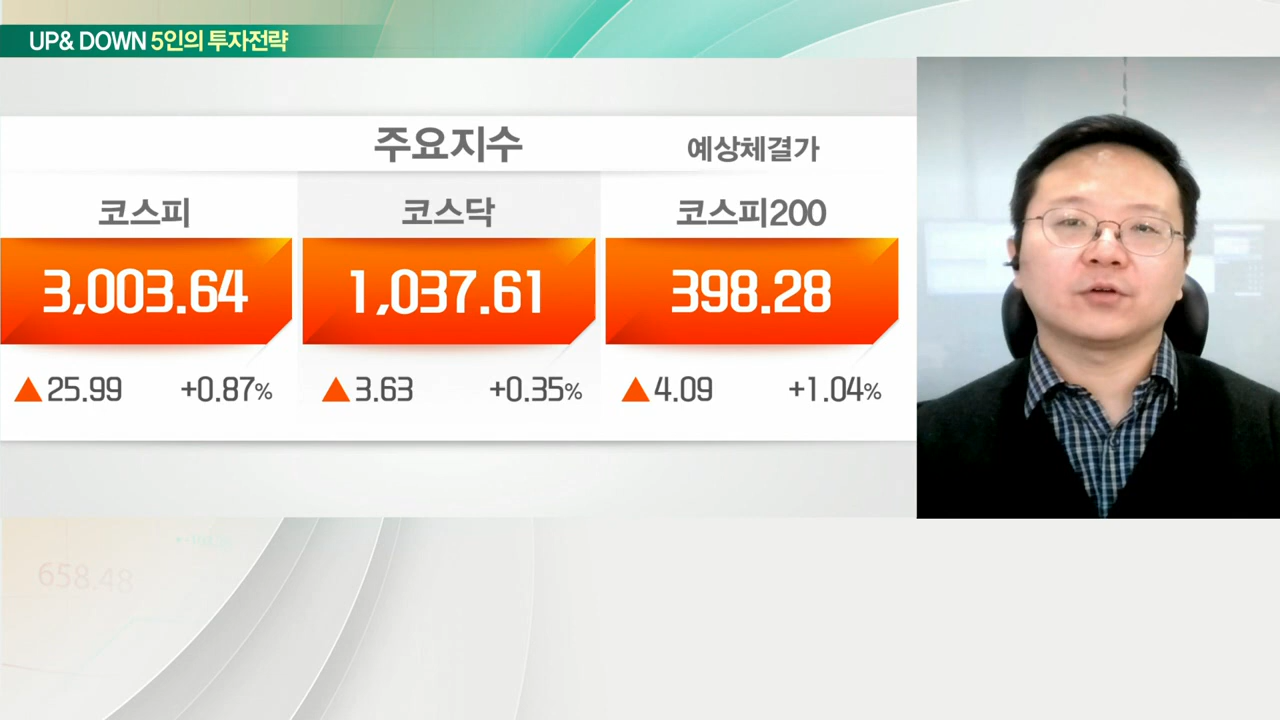 UP& DOWN 5인의 투자전략
주요지수
예상체결가
코스피
코스닥
코스피200
3,003.64
1,037.61
398.28
▲25.99 +0.87%
▲3.63 +0.35%
▲4.09 +1.04%
658.48